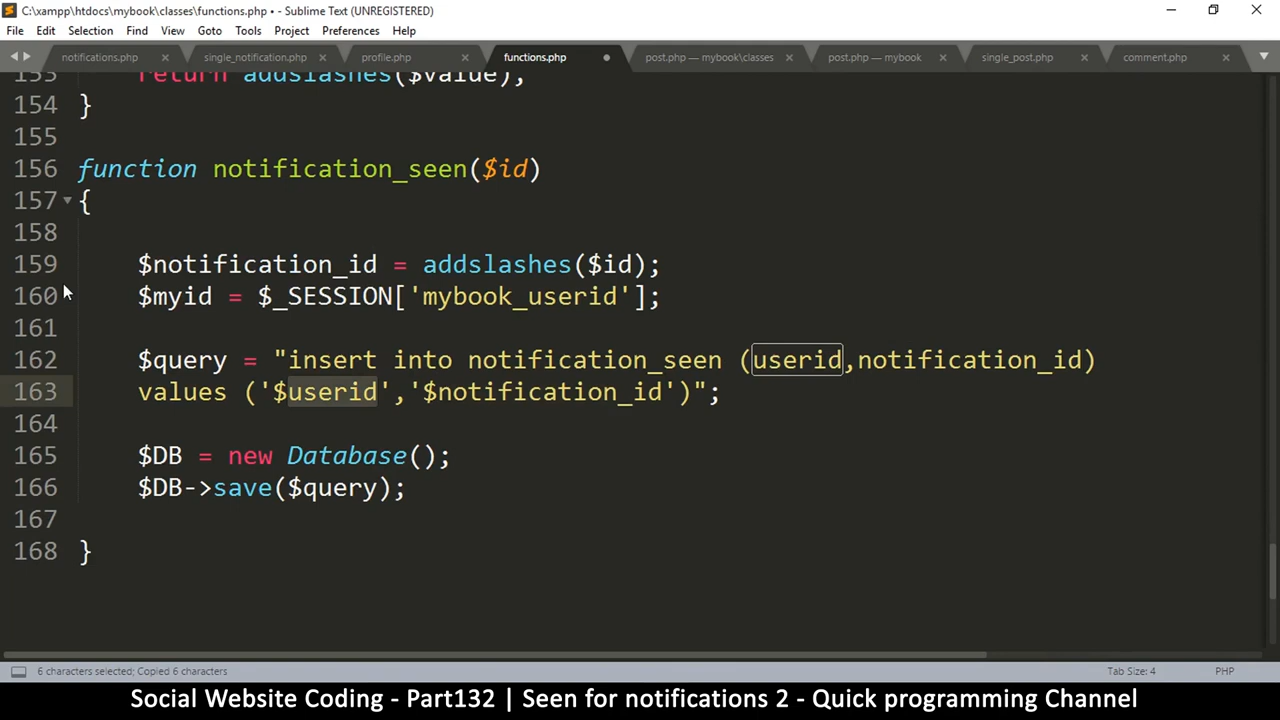 C:\xampp\htdocs\mybook\classes\functions.php • - Sublime Text (UNREGISTERED)
File Edit Selection Find View Goto Tools Project Preferences Help
notifications.php single_notification.php profile.php functions.php post.php — mybook\classes post.php — mybook single_post.php comment.php
153 return addslashes($value);
154 }
155
156 function notification_seen($id)
157 {
158
159 $notification_id = addslashes($id);
160 $myid = $_SESSION['mybook_userid'];
161
162 $query = "insert into notification_seen (userid,notification_id)
163 values ('$userid','$notification_id')";
164
165 $DB = new Database();
166 $DB->save($query);
167
168 }
6 characters selected; Copied 6 characters Tab Size: 4 PHP
Social Website Coding - Part132 | Seen for notifications 2 - Quick programming Channel